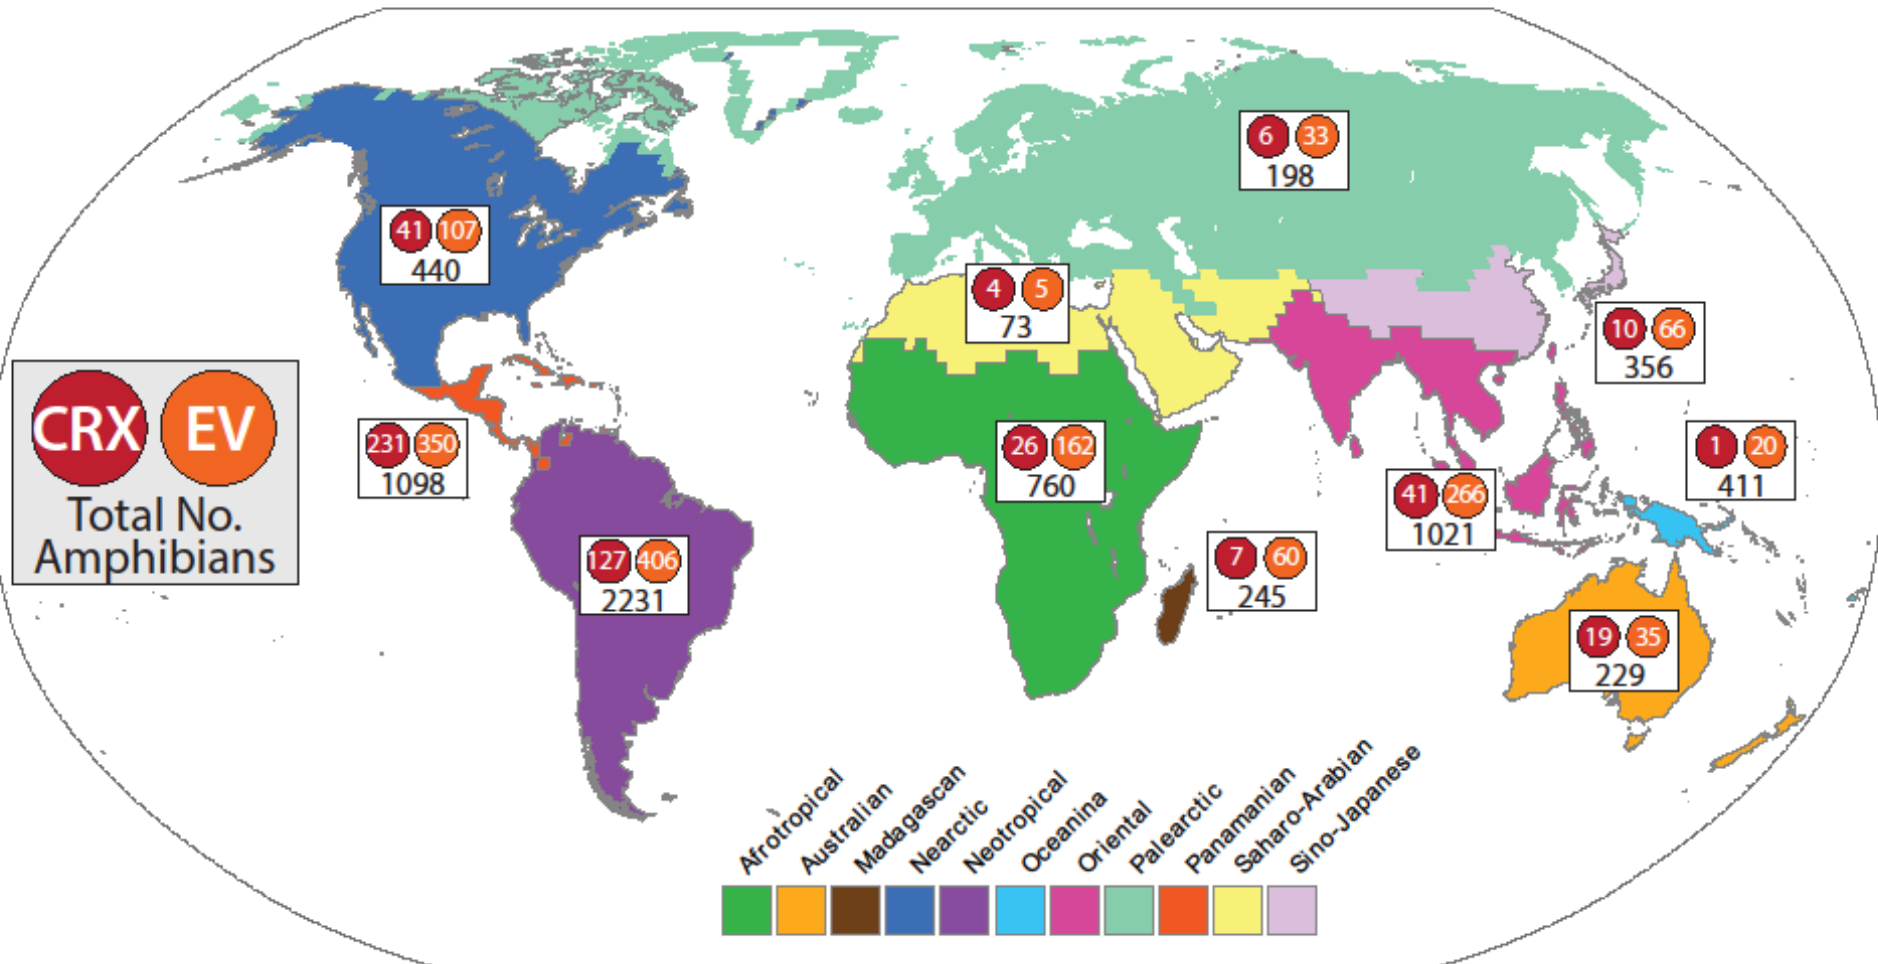 6 33
198
41 107
440
4 5
73
10 66
356
CRX EV
Total No.
Amphibians
231 350
1098
26 162
760
1 20
411
41 266
1021
127 406
2231
7 60
245
19 35
229
Afrotropical
Australian
Madagascan
Nearctic
Neotropical
Oceanina
Oriental
Palearctic
Panamanian
Saharo-Arabian
Sino-Japanese